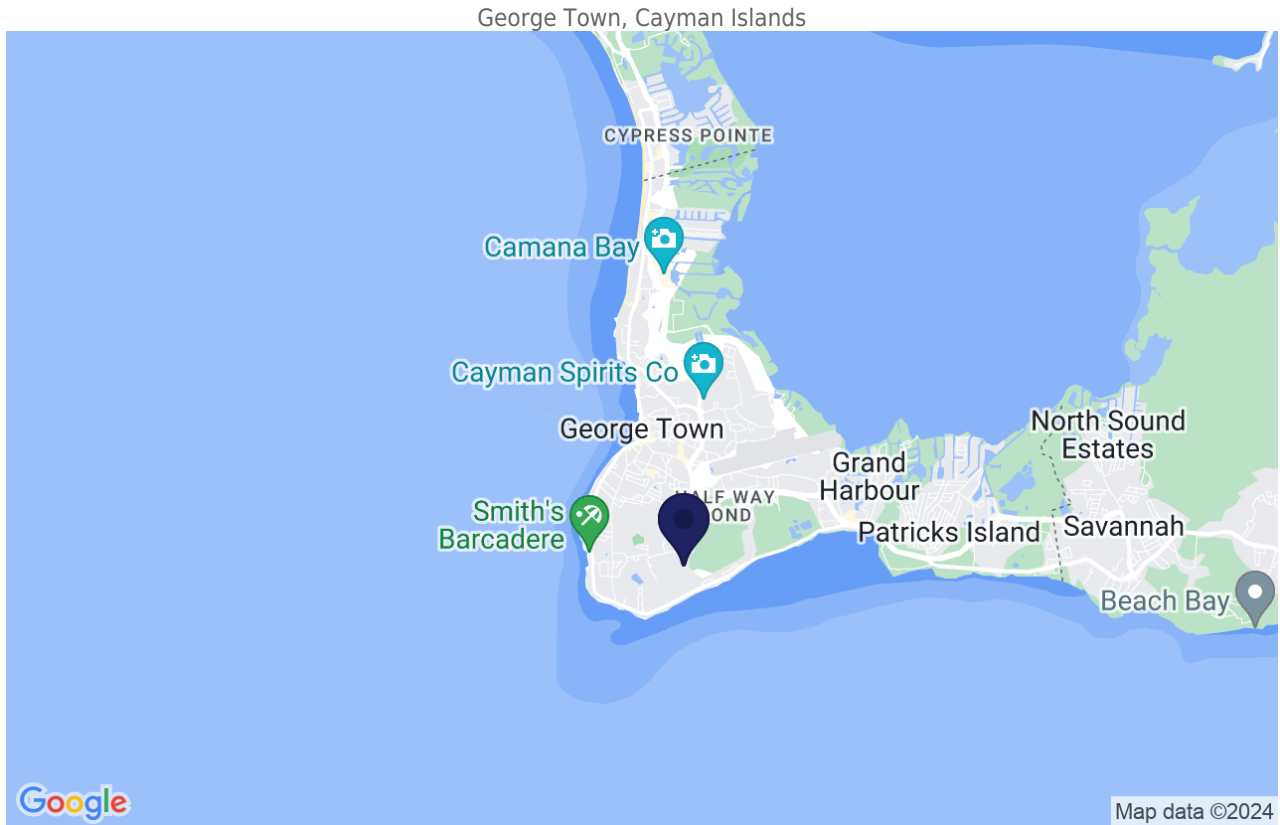 George Town, Cayman Islands
CYPRESS POINTE
Camana Bay
Cayman Spirits Co
George Town
North Sound
Estates
Grand
Harbour
HALF WAY
POND
Smith's
Barcadere
Patricks Island
Savannah
Beach Bay
Google
Map data ©2024